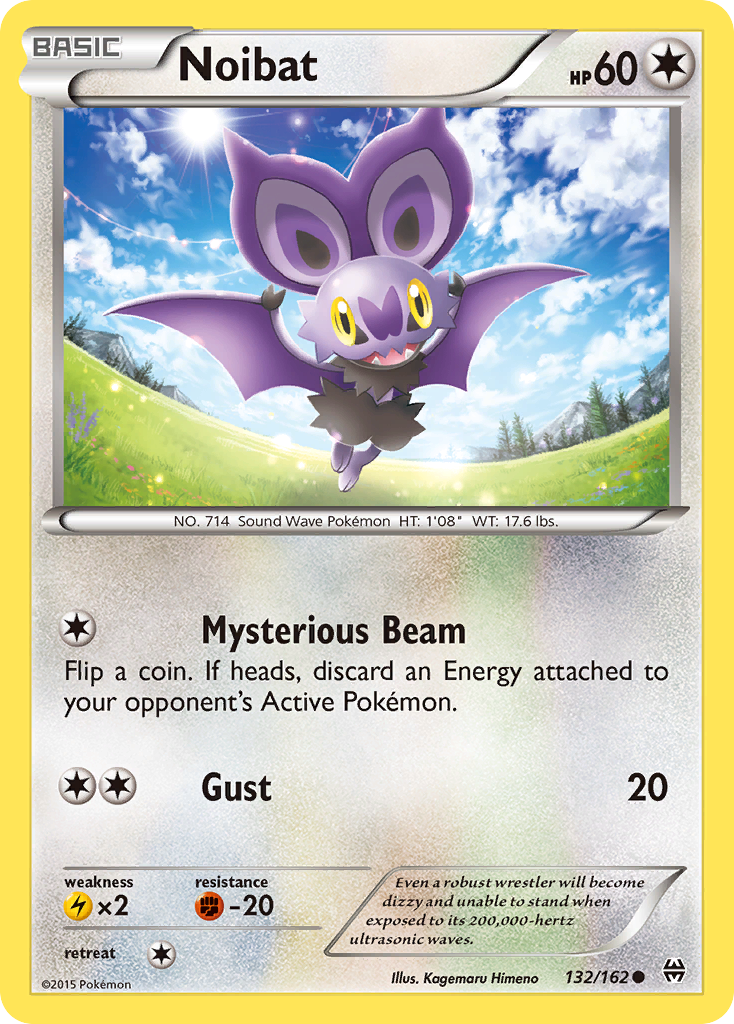 BASIC
Noibat
HP60
NO. 714 Sound Wave Pokémon HT: 1'08" WT: 17.6 lbs.
Mysterious Beam
Flip a coin. If heads, discard an Energy attached to
your opponent's Active Pokémon.
Gust 20
weakness
×2
resistance
-20
retreat
Even a robust wrestler will become
dizzy and unable to stand when
exposed to its 200,000-hertz
ultrasonic waves.
©2015 Pokémon
Illus. Kagemaru Himeno
132/162